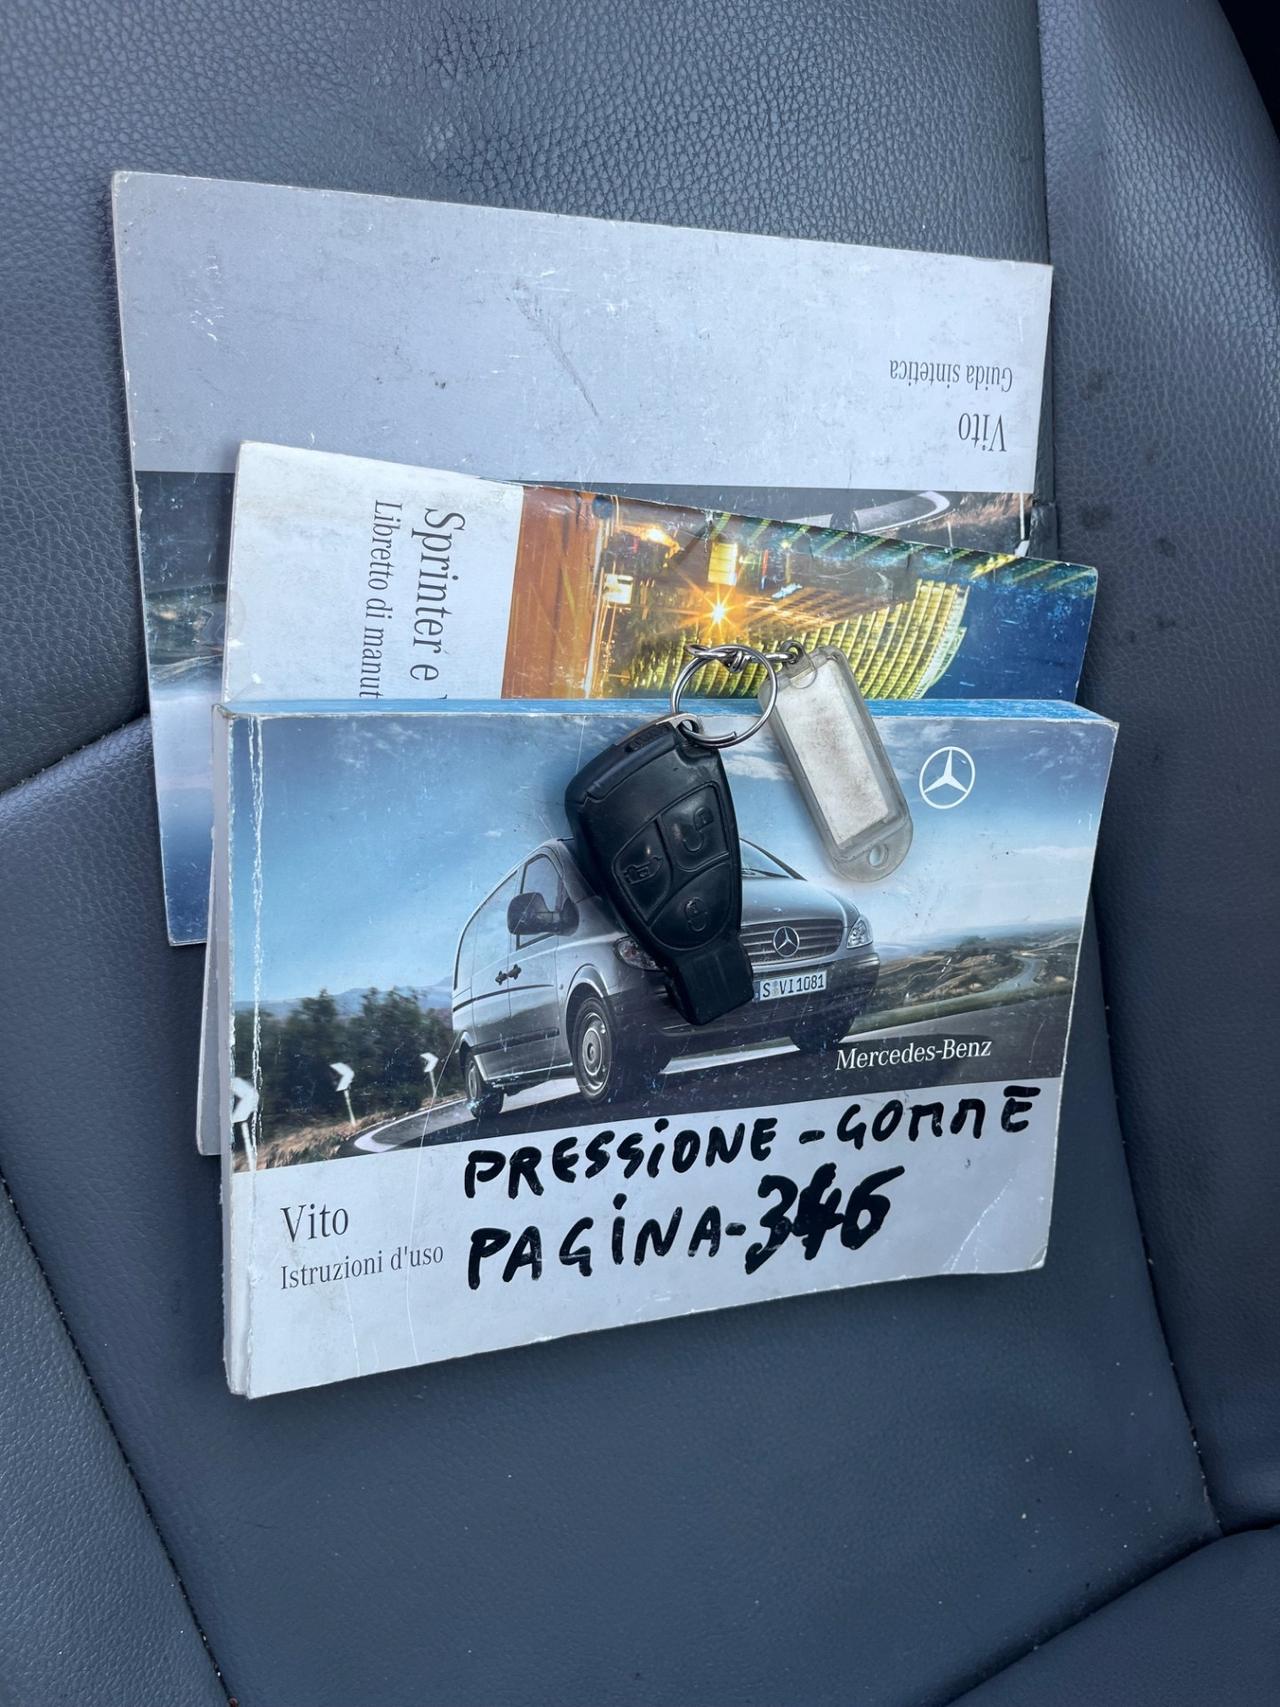 Guida sintetica
Vito
Sprinter e
Libretto di manut
S VI 1081
Mercedes-Benz
PRESSiONE - GOMME
PAGiNA - 346
Vito
Istruzioni d'uso